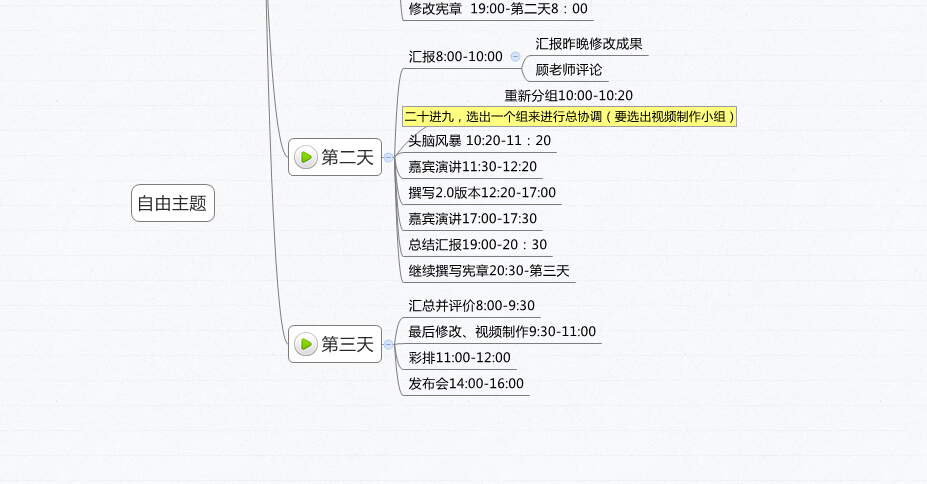 修改宪章 19:00-第二天8：00
汇报8:00-10:00
汇报昨晚修改成果
顾老师评论
重新分组10:00-10:20
二十进九，选出一个组来进行总协调（要选出视频制作小组）
第二天
头脑风暴 10:20-11：20
嘉宾演讲11:30-12:20
撰写2.0版本12:20-17:00
嘉宾演讲17:00-17:30
总结汇报19:00-20：30
继续撰写宪章20:30-第三天
自由主题
第三天
汇总并评价8:00-9:30
最后修改、视频制作9:30-11:00
彩排11:00-12:00
发布会14:00-16:00